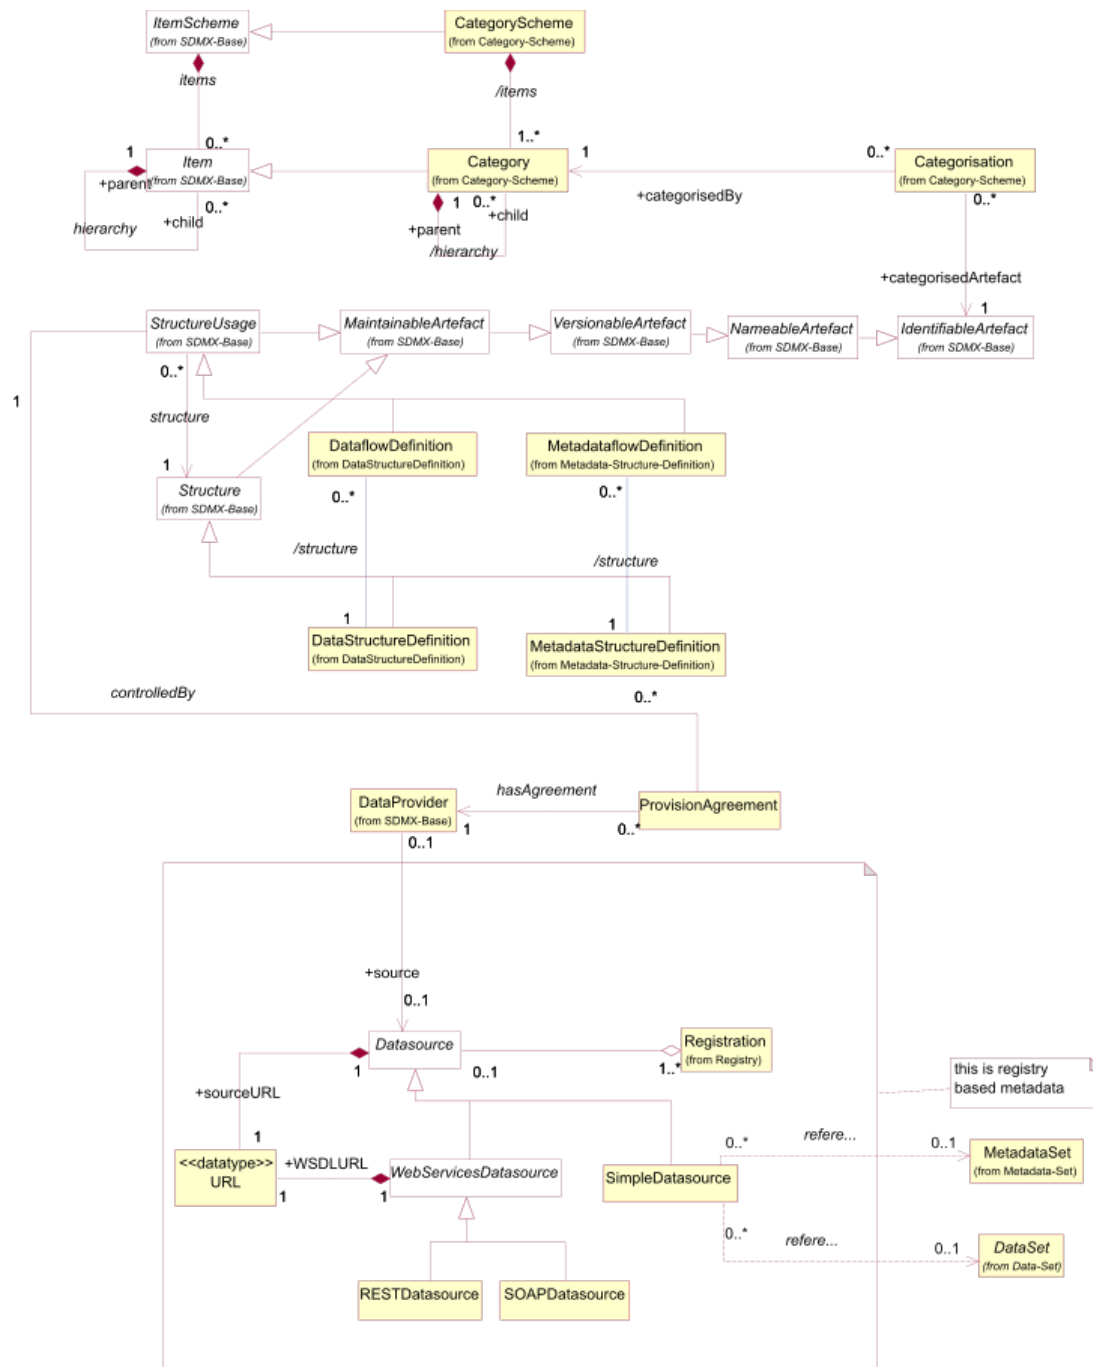 ItemScheme
(from SDMX-Base)
CategoryScheme
(from Category-Scheme)
items
/items
0..*
1..*
1
Item
(from SDMX-Base)
Category
(from Category-Scheme)
1
0..*
Categorisation
(from Category-Scheme)
+parent
0..*
+child
hierarchy
1
0..*
+child
+parent
/hierarchy
+categorisedBy
0..*
+categorisedArtefact
1
StructureUsage
(from SDMX-Base)
MaintainableArtefact
(from SDMX-Base)
VersionableArtefact
(from SDMX-Base)
NameableArtefact
(from SDMX-Base)
IdentifiableArtefact
(from SDMX-Base)
0..*
1
structure
1
DataflowDefinition
(from DataStructureDefinition)
MetadataflowDefinition
(from Metadata-Structure-Definition)
Structure
(from SDMX-Base)
0..*
0..*
/structure
/structure
1
1
DataStructureDefinition
(from DataStructureDefinition)
MetadataStructureDefinition
(from Metadata-Structure-Definition)
controlledBy
0..*
DataProvider
(from SDMX-Base)
hasAgreement
ProvisionAgreement
0..1
1
0..*
+source
0..1
Datasource
1
0..1
Registration
(from Registry)
1..*
this is registry
based metadata
+sourceURL
1
<<datatype>>
URL
+WSDLURL
1
1
WebServicesDatasource
SimpleDatasource
0..*
refere...
0..1
MetadataSet
(from Metadata-Set)
0..*
refere...
0..1
DataSet
(from Data-Set)
RESTDatasource
SOAPDatasource